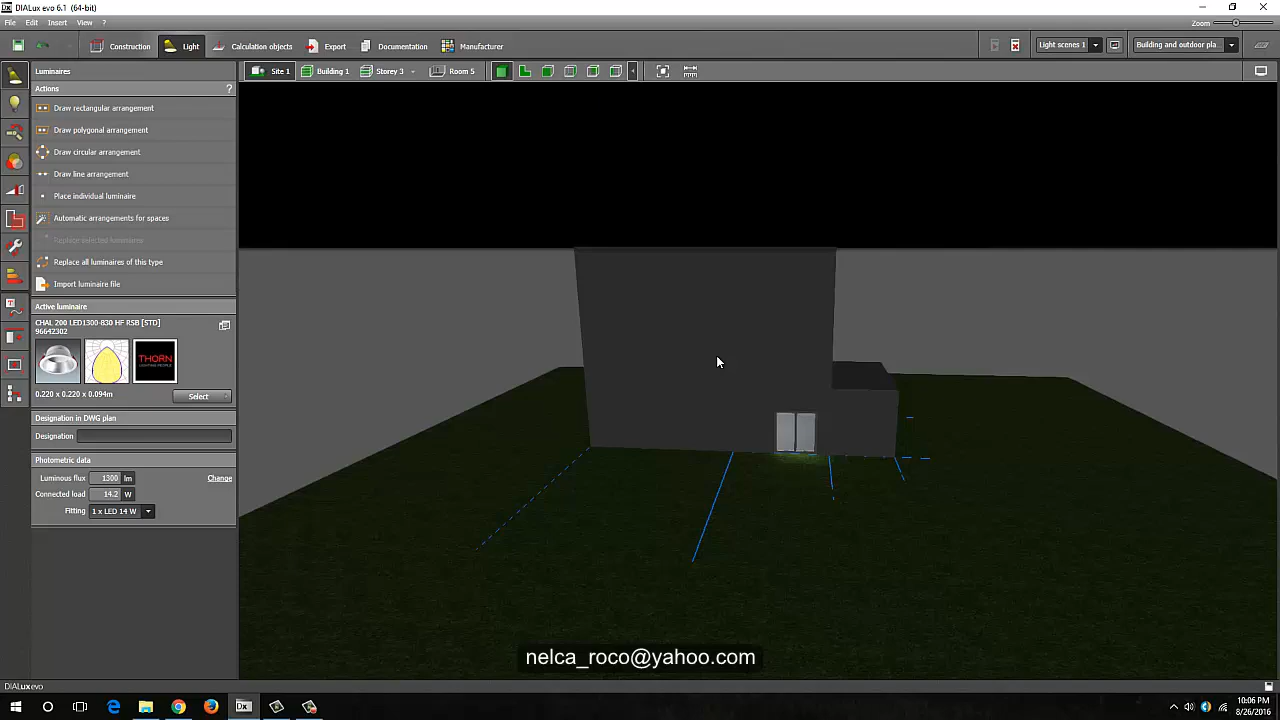 DIALux evo 6.1 (64-bit)
File Edit Insert View ?
Zoom
Construction Light Calculation objects Export Documentation Manufacturer
Light scenes 1 Building and outdoor pla...
Luminaires
Site 1 Building 1 Storey 3 Room 5
Actions ?
Draw rectangular arrangement
Draw polygonal arrangement
Draw circular arrangement
Draw line arrangement
Place individual luminaire
Automatic arrangements for spaces
Replace selected luminaires
Replace all luminaires of this type
Import luminaire file
Active luminaire
CHAL 200 LED1300-830 HF RSB [STD]
96642302
THORN
LIGHTING PEOPLE
0.220 x 0.220 x 0.094m
Select
Designation in DWG plan
Designation
Photometric data
Luminous flux 1300 lm Change
Connected load 14.2 W
Fitting 1 x LED 14 W
nelca_roco@yahoo.com
DIALux evo
10:06 PM
8/26/2016